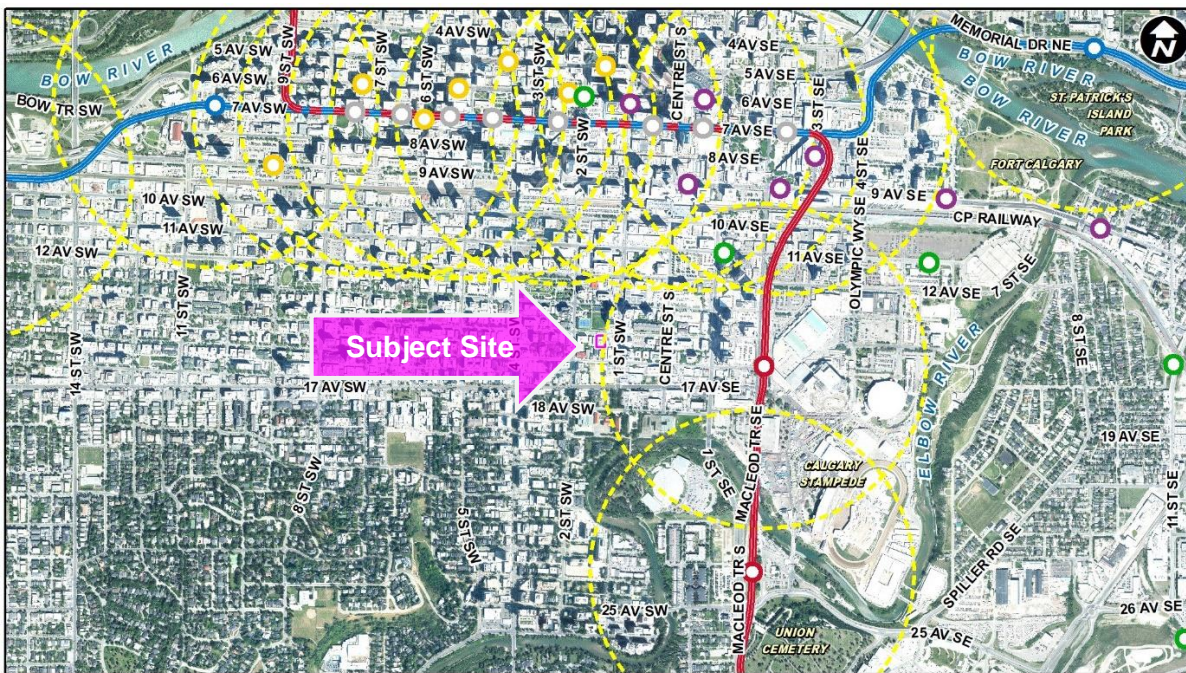 BOW RIVER
5 AV SW
6 AV SW
BOW TR SW
7 AV SW
9 ST SW
7 ST SW
6 ST SW
4 AV SW
3 ST SW
2 ST SW
CENTRE ST S
4 AV SE
5 AV SE
6 AV SE
7 AV SE
3 ST SE
MEMORIAL DR NE
N
BOW RIVER
BOW RIVER
ST. PATRICK'S
ISLAND
PARK
FORT CALGARY
8 AV SW
9 AV SW
8 AV SE
9 AV SE
CP RAILWAY
4 ST SE
OLYMPIC WY SE
10 AV SW
11 AV SW
12 AV SW
10 AV SE
11 AV SE
12 AV SE
7 ST SE
8 ST SE
14 ST SW
11 ST SW
4 ST SW
Subject Site
1 ST SW
CENTRE ST S
17 AV SW
17 AV SE
18 AV SW
ELBOW RIVER
19 AV SE
11 ST SE
8 ST SW
5 ST SW
2 ST SW
1 ST SE
MACLEOD TR SE
CALGARY
STAMPEDE
MACLEOD TR S
SPILLER RD SE
25 AV SW
25 AV SE
26 AV SE
UNION
CEMETERY